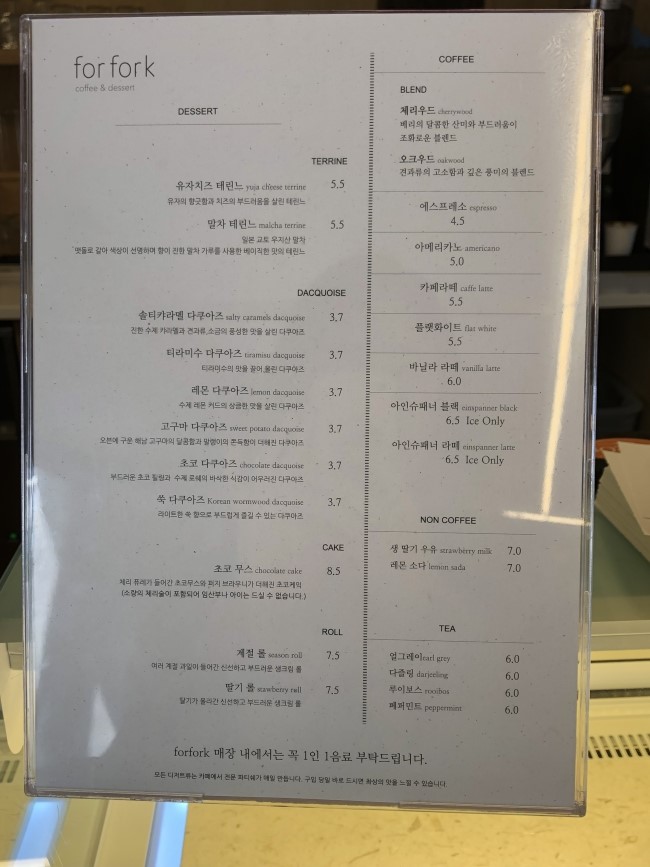 for fork
coffee & dessert
DESSERT
TERRINE
유자치즈 테린느 yuja cheese terrine 5.5
유자의 향긋함과 치즈의 부드러움을 살린 테린느
말차 테린느 malcha terrine 5.5
일본 교토 우지산 말차
맷돌로 갈아 색상이 선명하며 향이 진한 말차 가루를 사용한 베이직한 맛의 테린느
DACQUOISE
솔티카라멜 다쿠아즈 salty caramels dacquoise 3.7
진한 수제 카라멜과 견과류,소금의 풍성한 맛을 살린 다쿠아즈
티라미수 다쿠아즈 tiramisu dacquoise 3.7
티라미수의 맛을 끌어 올린 다쿠아즈
레몬 다쿠아즈 lemon dacquoise 3.7
수제 레몬 커드의 상큼한 맛을 살린 다쿠아즈
고구마 다쿠아즈 sweet potato dacquoise 3.7
오븐에 구운 해남 고구마의 달콤함과 말랭이의 쫀득함이 더해진 다쿠아즈
초코 다쿠아즈 chocolate dacquoise 3.7
부드러운 초코 필링과 수제 로쉐의 바삭한 식감이 어우러진 다쿠아즈
쑥 다쿠아즈 Korean wormwood dacquoise 3.7
라이트한 쑥 향으로 부드럽게 즐길 수 있는 다쿠아즈
CAKE
초코 무스 chocolate cake 8.5
체리 퓨레가 들어간 초코무스와 퍼지 브라우니가 더해진 초코케익
(소량의 체리술이 포함되어 임산부나 아이는 드실 수 없습니다.)
ROLL
계절 롤 season roll 7.5
여러 계절 과일이 들어간 신선하고 부드러운 생크림 롤
딸기 롤 strawberry roll 7.5
딸기가 올라간 신선하고 부드러운 생크림 롤
COFFEE
BLEND
체리우드 cherrywood
베리의 달콤한 산미와 부드러움이
조화로운 블렌드
오크우드 oakwood
견과류의 고소함과 깊은 풍미의 블렌드
에스프레소 espresso
4.5
아메리카노 americano
5.0
카페라떼 caffe latte
5.5
플랫화이트 flat white
5.5
바닐라 라떼 vanilla latte
6.0
아인슈패너 블랙 einspanner black
6.5 Ice Only
아인슈패너 라떼 einspanner latte
6.5 Ice Only
NON COFFEE
생 딸기 우유 strawberry milk 7.0
레몬 소다 lemon sada 7.0
TEA
얼그레이earl grey 6.0
다즐링 darjeeling 6.0
루이보스 rooibos 6.0
페퍼민트 peppermint 6.0
forfork 매장 내에서는 꼭 1인 1음료 부탁드립니다.
모든 디저트류는 카페에서 전문 파티쉐가 매일 만듭니다. 구입 당일 바로 드시면 최상의 맛을 느낄 수 있습니다